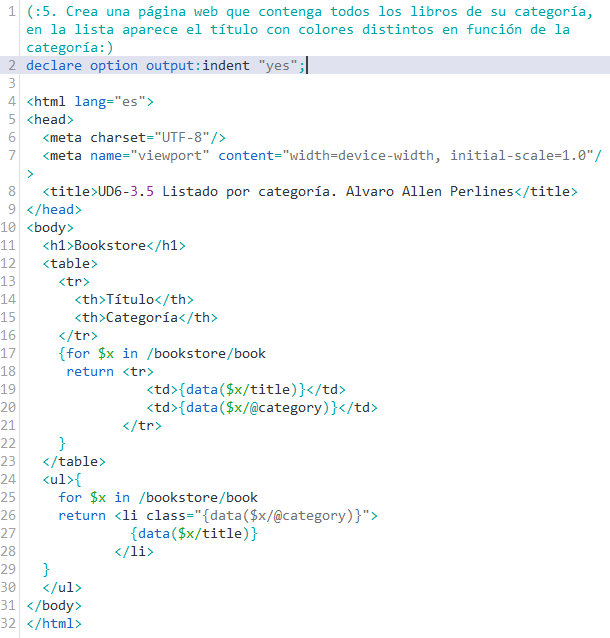 1 (:5. Crea una página web que contenga todos los libros de su categoría,
en la lista aparece el título con colores distintos en función de la
categoría:)
2 declare option output:indent "yes";
3
4 <html lang="es">
5 <head>
6   <meta charset="UTF-8"/>
7   <meta name="viewport" content="width=device-width, initial-scale=1.0"/
>
8   <title>UD6-3.5 Listado por categoría. Alvaro Allen Perlines</title>
9 </head>
10 <body>
11   <h1>Bookstore</h1>
12   <table>
13     <tr>
14       <th>Título</th>
15       <th>Categoría</th>
16     </tr>
17     {for $x in /bookstore/book
18      return <tr>
19                <td>{data($x/title)}</td>
20                <td>{data($x/@category)}</td>
21             </tr>
22     }
23   </table>
24   <ul>{
25     for $x in /bookstore/book
26     return <li class="{data($x/@category)}">
27              {data($x/title)}
28            </li>
29   }
30   </ul>
31 </body>
32 </html>